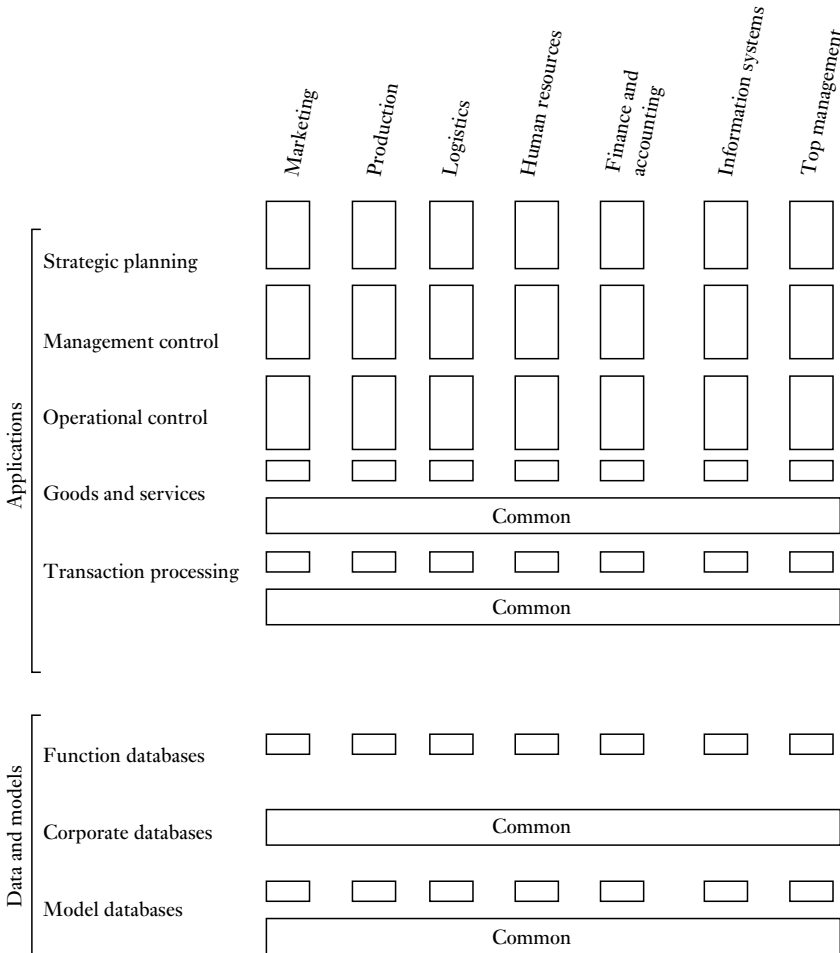 Marketing
Production
Logistics
Human resources
Finance and
accounting
Information systems
Top management
Applications
Strategic planning
Management control
Operational control
Goods and services
Common
Transaction processing
Common
Data and models
Function databases
Corporate databases
Common
Model databases
Common